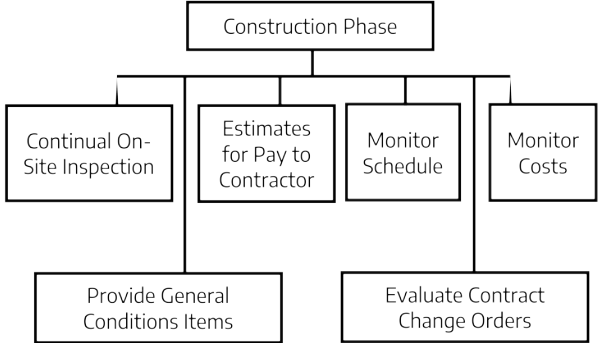 Construction Phase
Continual On-
Site Inspection
Estimates
for Pay to
Contractor
Monitor
Schedule
Monitor
Costs
Provide General
Conditions Items
Evaluate Contract
Change Orders